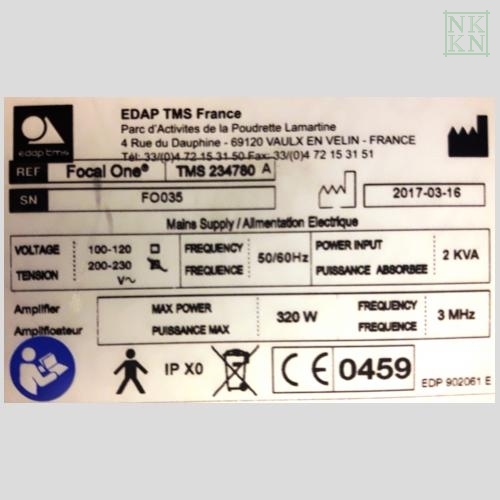 NK
KN
EDAP TMS France
Parc d'Activites de la Poudrette Lamartine
4 Rue du Dauphine - 69120 VAULX EN VELIN - FRANCE
Tél: 33/(0)4 72 15 31 50 Fax: 33/(0)4 72 15 31 51
edap tms
REF Focal One® TMS 234780 A
SN FO035 2017-03-16
Mains Supply / Alimentation Electrique
VOLTAGE 100-120 FREQUENCY 50/60Hz POWER INPUT 2 KVA
TENSION 200-230 V~ FREQUENCE PUISSANCE ABSORBEE
Amplifier MAX POWER 320 W FREQUENCY 3 MHz
Amplificateur PUISSANCE MAX FREQUENCE
IP X0 CE 0459
EDP 902061 E